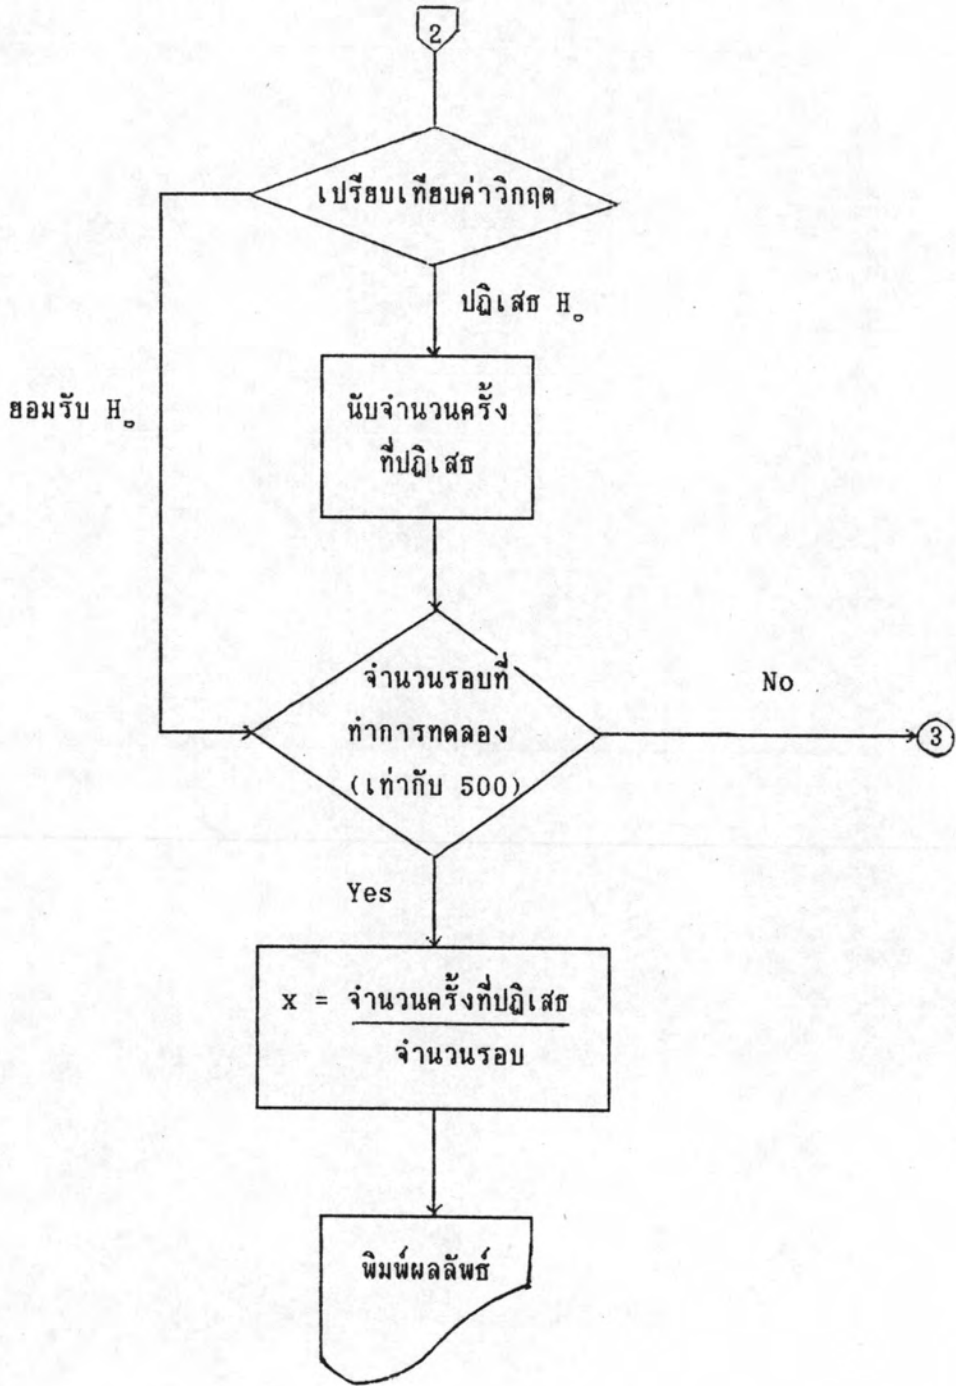 2
เปรียบเทียบค่าวิกฤต
ปฏิเสธ H₀
ยอมรับ H₀
นับจำนวนครั้ง
ที่ปฏิเสธ
จำนวนรอบที่
ทำการทดลอง
(เท่ากับ 500)
No
3
Yes
x = จำนวนครั้งที่ปฏิเสธ
จำนวนรอบ
พิมพ์ผลลัพธ์